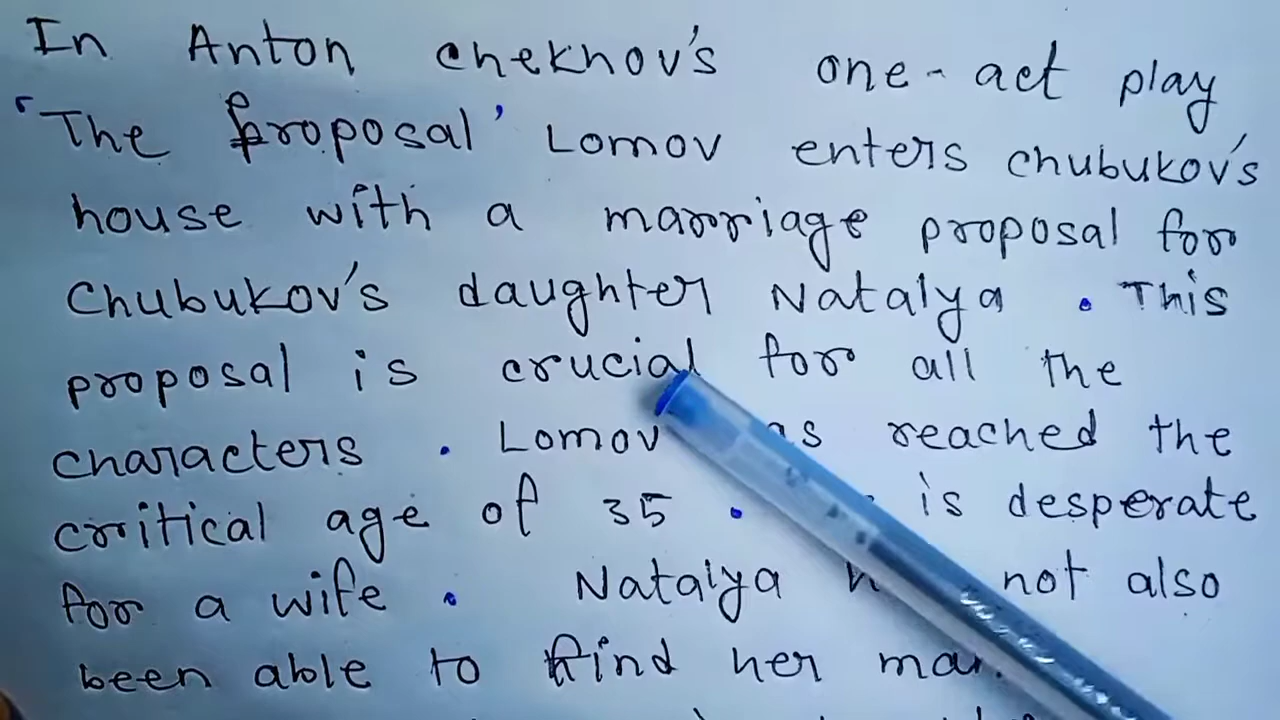 In Anton chekhov's one-act play
'The proposal' Lomov enters chubukov's
house with a marriage proposal for
Chubukov's daughter Natalya. This
proposal is crucial for all the
characters. Lomov as reached the
critical age of 35. is desperate
for a wife. Natalya not also
been able to find her